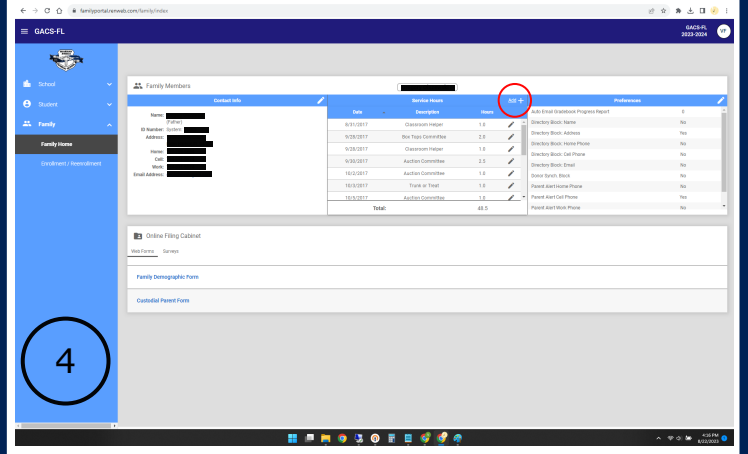 familyportal.renweb.com/family/index
GACS-FL
GACS-FL
2023-2024
VF
School
Student
Family
Family Home
Enrollment / Reenrollment
Family Members
Contact Info
Name:
(Father)
ID Number: System
Address:
Home:
Cell:
Work:
Email Address:
Service Hours
Add +
Date Description Hours
8/31/2017 Classroom Helper 1.0
9/28/2017 Box Tops Committee 2.0
9/28/2017 Classroom Helper 1.0
9/30/2017 Auction Committee 2.5
10/2/2017 Auction Committee 1.0
10/3/2017 Trunk or Treat 1.0
10/5/2017 Auction Committee 1.0
Total: 48.5
Preferences
Auto Email Gradebook Progress Report 0
Directory Block: Name No
Directory Block: Address Yes
Directory Block: Home Phone No
Directory Block: Cell Phone No
Directory Block: Email No
Donor Synch: Block No
Parent Alert Home Phone No
Parent Alert Cell Phone Yes
Parent Alert Work Phone No
Online Filing Cabinet
Web Forms Surveys
Family Demographic Form
Custodial Parent Form
4
4:16 PM
8/22/2023